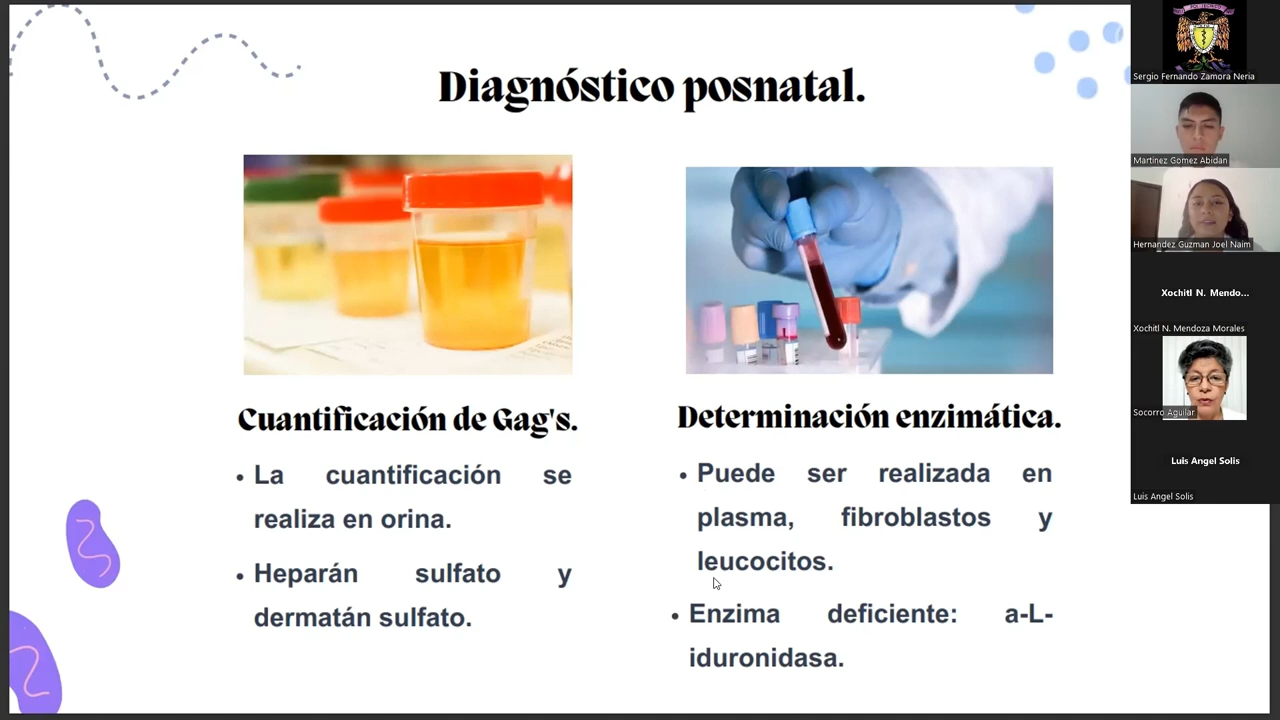 Diagnóstico posnatal.
Cuantificación de Gag's.
• La cuantificación se
realiza en orina.
• Heparán sulfato y
dermatán sulfato.
Determinación enzimática.
• Puede ser realizada en
plasma, fibroblastos y
leucocitos.
• Enzima deficiente: a-L-
iduronidasa.
Sergio Fernando Zamora Neria
Martinez Gomez Abidan
Hernandez Guzman Joel Naim
Xochitl N. Mendo...
Xochitl N. Mendoza Morales
Socorro Aguilar
Luis Angel Solis
Luis Angel Solis